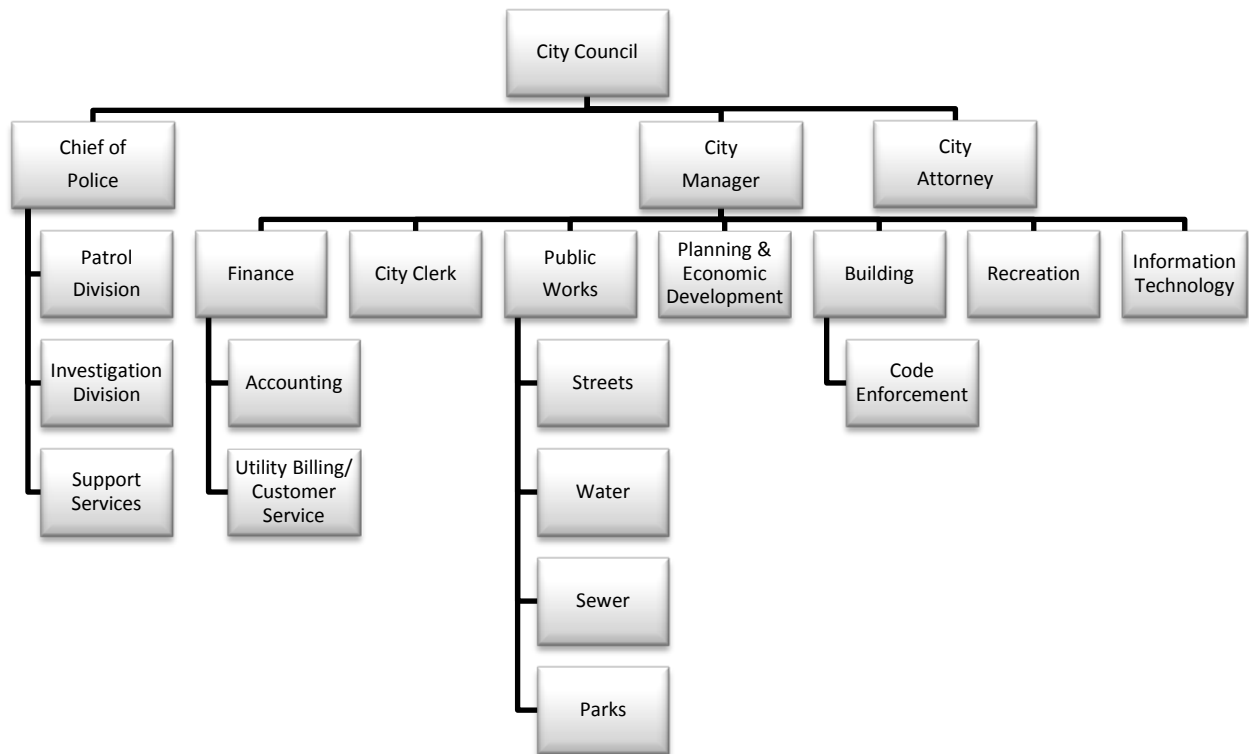 City Council
Chief of
Police
City
Manager
City
Attorney
Patrol
Division
Finance
City Clerk
Public
Works
Planning &
Economic
Development
Building
Recreation
Information
Technology
Investigation
Division
Accounting
Streets
Code
Enforcement
Support
Services
Utility Billing/
Customer
Service
Water
Sewer
Parks